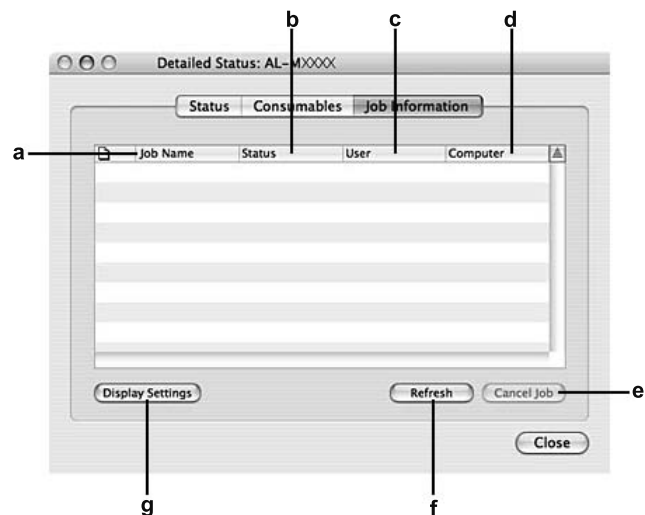 b c d
Detailed Status: AL-MXXXX
Status Consumables Job Information
a Job Name Status User Computer
Display Settings Refresh Cancel Job e
Close
g f